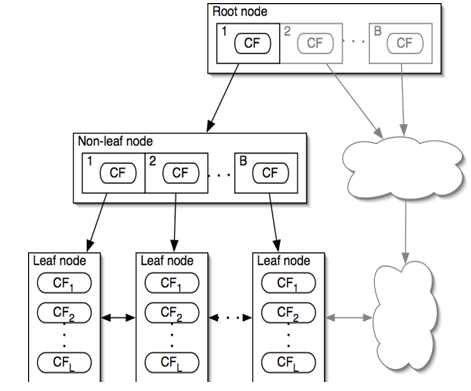 Root node
1 CF 2 CF . . . B CF
Non-leaf node
1 CF 2 CF . . . B CF
Leaf node Leaf node Leaf node
CF1 CF1 CF1
CF2 CF2 CF2
CFL CFL CFL